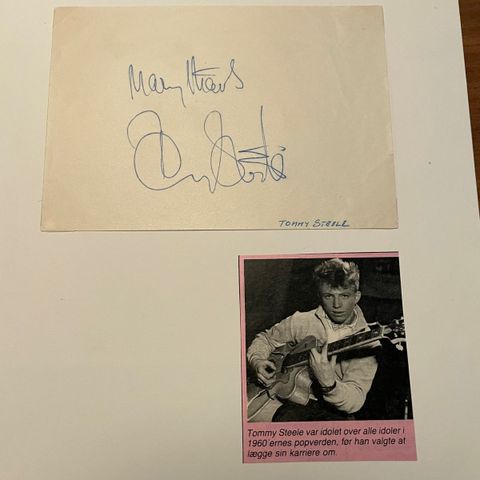 Many thanks
Tommy Steele
TOMMY STEELE
Tommy Steele var idolet over alle idoler i
1960'ernes popverden, før han valgte at
lægge sin karriere om.